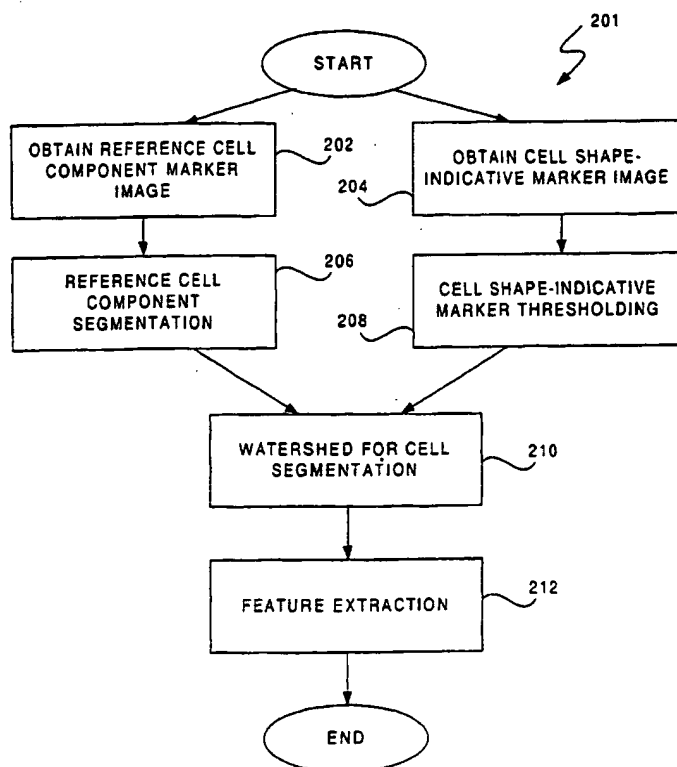 201
START
OBTAIN REFERENCE CELL
COMPONENT MARKER
IMAGE
202
OBTAIN CELL SHAPE-
INDICATIVE MARKER IMAGE
204
REFERENCE CELL
COMPONENT
SEGMENTATION
206
CELL SHAPE-INDICATIVE
MARKER THRESHOLDING
208
WATERSHED FOR CELL
SEGMENTATION
210
FEATURE EXTRACTION
212
END